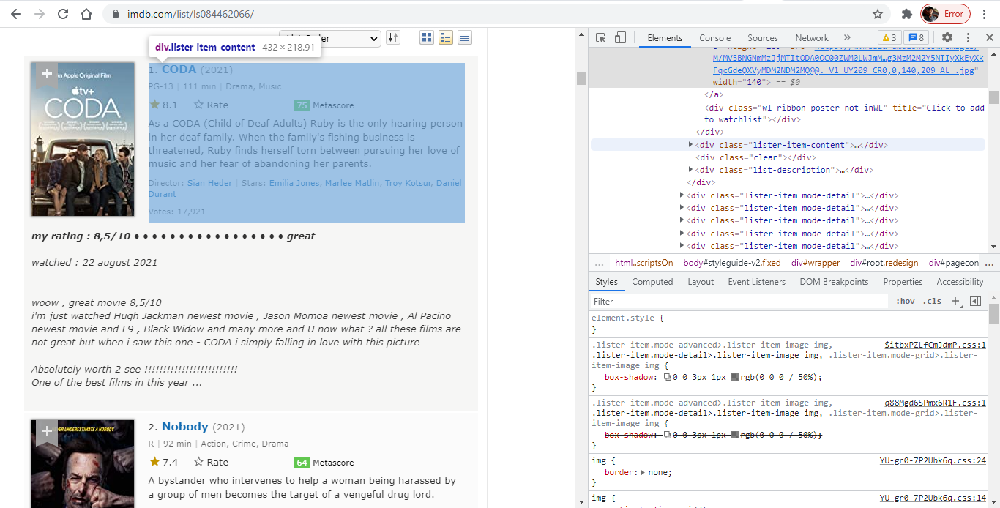 imdb.com/list/ls084462066/
Error
div.lister-item-content 432 × 218.91
An Apple Original Film
tv+
CODA
1. CODA (2021)
PG-13 | 111 min | Drama, Music
8.1 Rate 75 Metascore
As a CODA (Child of Deaf Adults) Ruby is the only hearing person
in her deaf family. When the family's fishing business is
threatened, Ruby finds herself torn between pursuing her love of
music and her fear of abandoning her parents.
Director: Sian Heder | Stars: Emilia Jones, Marlee Matlin, Troy Kotsur, Daniel
Durant
Votes: 17,921
my rating : 8,5/10 ● ● ● ● ● ● ● ● ● ● ● ● ● ● ● ● ● great
watched : 22 august 2021
woow , great movie 8,5/10
i'm just watched Hugh Jackman newest movie , Jason Momoa newest movie , Al Pacino
newest movie and F9 , Black Widow and many more and U now what ? all these films are
not great but when i saw this one - CODA i simply falling in love with this picture
Absolutely worth 2 see !!!!!!!!!!!!!!!!!!!!!!!!!
One of the best films in this year ...
NEVER UNDERESTIMATE A NOBODY
2. Nobody (2021)
R | 92 min | Action, Crime, Drama
7.4 Rate 64 Metascore
A bystander who intervenes to help a woman being harassed by
a group of men becomes the target of a vengeful drug lord.
Elements Console Sources Network » 3 8
M/MV5BNGNmMzJjMTItODA0OC00ZWM0LWJmM…g3MzM2M2Y5NTIyXkEyXk
FqcGdeQXVyMDM2NDM2MQ@@._V1_UY209_CR0,0,140,209_AL_.jpg"
width="140"> == $0
</a>
<div class="wl-ribbon poster not-inWL" title="Click to add
to watchlist"></div>
</div>
<div class="lister-item-content">…</div>
<div class="clear"></div>
<div class="list-description">…</div>
</div>
<div class="lister-item mode-detail">…</div>
<div class="lister-item mode-detail">…</div>
<div class="lister-item mode-detail">…</div>
<div class="lister-item mode-detail">…</div>
<div class="lister-item mode-detail">…</div>
... html..scriptsOn body#styleguide-v2.fixed div#wrapper div#root.redesign div#pagecon ...
Styles Computed Layout Event Listeners DOM Breakpoints Properties Accessibility
Filter :hov .cls +
element.style {
}
.lister-item.mode-advanced>.lister-item-image img, $itbxPZLfCmJdmP.css:1
.lister-item.mode-detail>.lister-item-image img, .lister-item.mode-grid>.lister-
item-image img {
box-shadow: 0 0 3px 1px rgb(0 0 0 / 50%);
}
.lister-item.mode-advanced>.lister-item-image img, q88Mgd6SPmx6R1F.css:1
.lister-item.mode-detail>.lister-item-image img, .lister-item.mode-grid>.lister-
item-image img {
box-shadow: 0 0 3px 1px rgb(0 0 0 / 50%);
}
img { YU-gr0-7P2Ubk6q.css:24
border: none;
}
img { YU-gr0-7P2Ubk6q.css:14